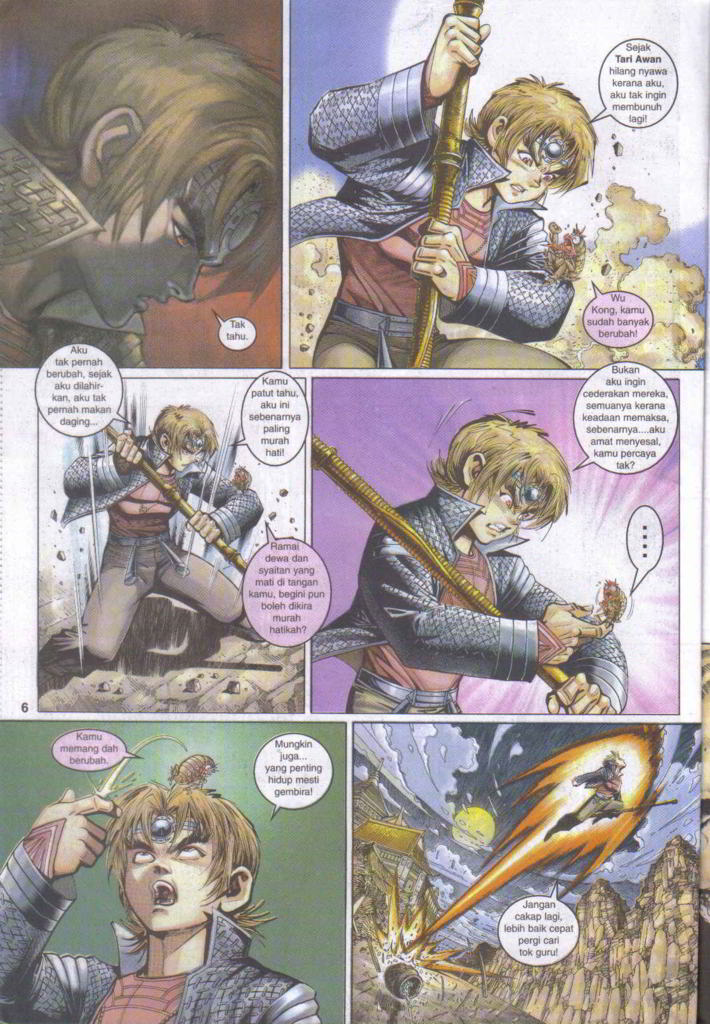 Tak
tahu.
Sejak
Tari Awan
hilang nyawa
kerana aku,
aku tak ingin
membunuh
lagi!
Wu
Kong, kamu
sudah banyak
berubah!
Aku
tak pernah
berubah, sejak
aku dilahir-
kan, aku tak
pernah makan
daging...
Kamu
patut tahu,
aku ini
sebenarnya
paling
murah
hati!
Ramai
dewa dan
syaitan yang
mati di tangan
kamu, begini pun
boleh dikira
murah
hatikah?
Bukan
aku ingin
cederakan mereka,
semuanya kerana
keadaan memaksa,
sebenarnya....aku
amat menyesal,
kamu percaya
tak?
....
6
Kamu
memang dah
berubah.
Mungkin
juga...
yang penting
hidup mesti
gembira!
Jangan
cakap lagi,
lebih baik cepat
pergi cari
tok guru!